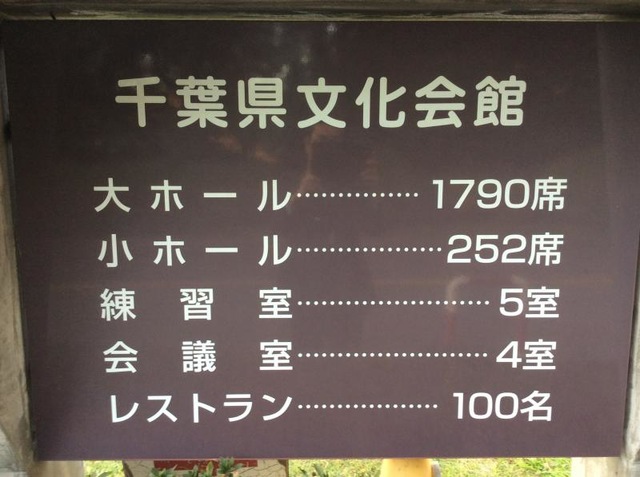 千葉県文化会館
大ホール……………1790席
小ホール………………252席
練習室……………………5室
会議室……………………4室
レストラン………………100名